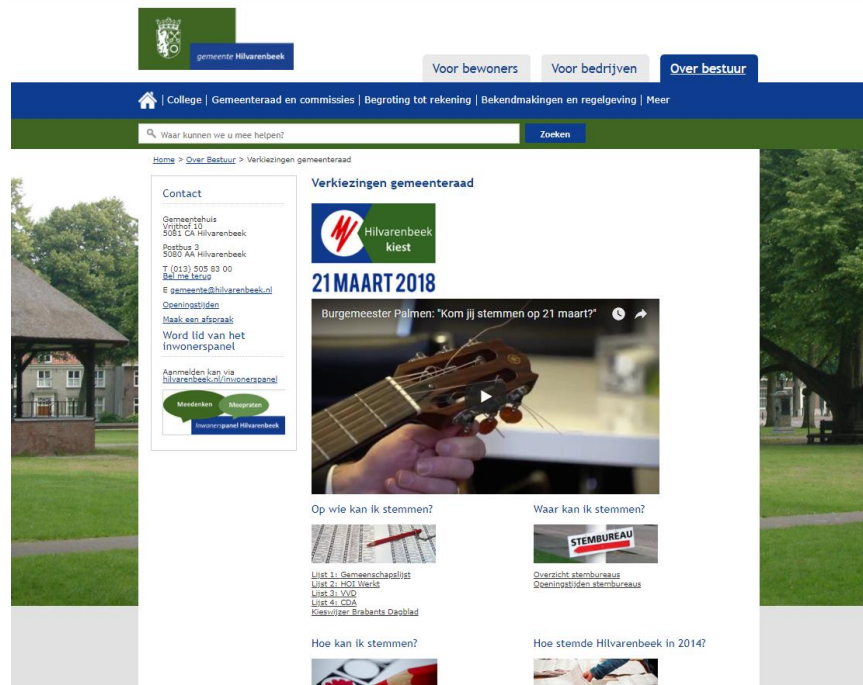 gemeente Hilvarenbeek
Voor bewoners
Voor bedrijven
Over bestuur
College | Gemeenteraad en commissies | Begroting tot rekening | Bekendmakingen en regelgeving | Meer
Waar kunnen we u mee helpen?
Zoeken
Home > Over Bestuur > Verkiezingen gemeenteraad
Contact
Gemeentehuis
Vrijthof 10
5081 CA Hilvarenbeek
Postbus 3
5080 AA Hilvarenbeek
T (013) 505 83 00
Bel me terug
E gemeente@hilvarenbeek.nl
Openingstijden
Maak een afspraak
Word lid van het
inwonerspanel
Aanmelden kan via
hilvarenbeek.nl/inwonerspanel
Meedenken
Meepraten
Inwonerspanel Hilvarenbeek
Verkiezingen gemeenteraad
Hilvarenbeek
kiest
21 MAART 2018
Burgemeester Palmen: "Kom jij stemmen op 21 maart?"
Op wie kan ik stemmen?
Lijst 1: Gemeenschapslijst
Lijst 2: HOI Werkt
Lijst 3: VVD
Lijst 4: CDA
Kieswijzer Brabants Dagblad
Waar kan ik stemmen?
STEMBUREAU
Overzicht stembureaus
Openingstijden stembureaus
Hoe kan ik stemmen?
Hoe stemde Hilvarenbeek in 2014?